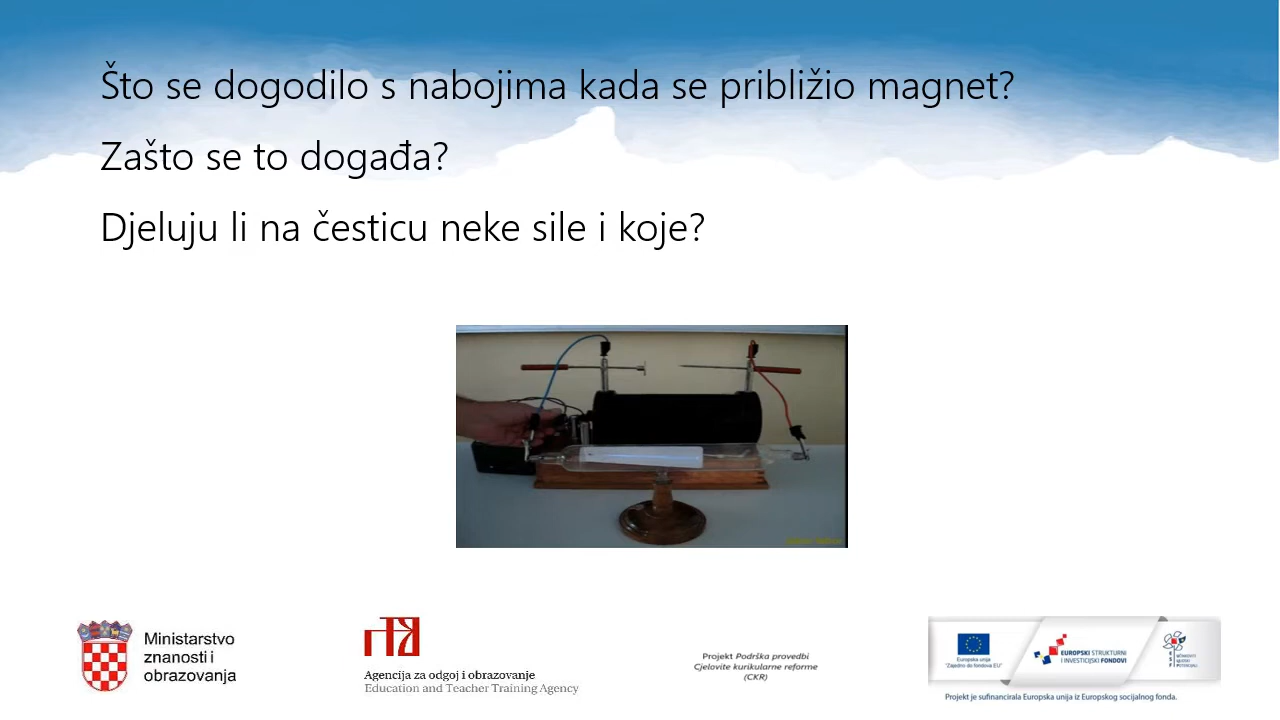 Što se dogodilo s nabojima kada se približio magnet?
Zašto se to događa?
Djeluju li na česticu neke sile i koje?
Ministarstvo
znanosti i
obrazovanja
Agencija za odgoj i obrazovanje
Education and Teacher Training Agency
Projekt Podrška provedbi
Cjelovite kurikularne reforme
(CKR)
Europska unija
"Zajedno do fondova EU"
EUROPSKI STRUKTURNI
I INVESTICIJSKI FONDOVI
Projekt je sufinancirala Europska unija iz Europskog socijalnog fonda.